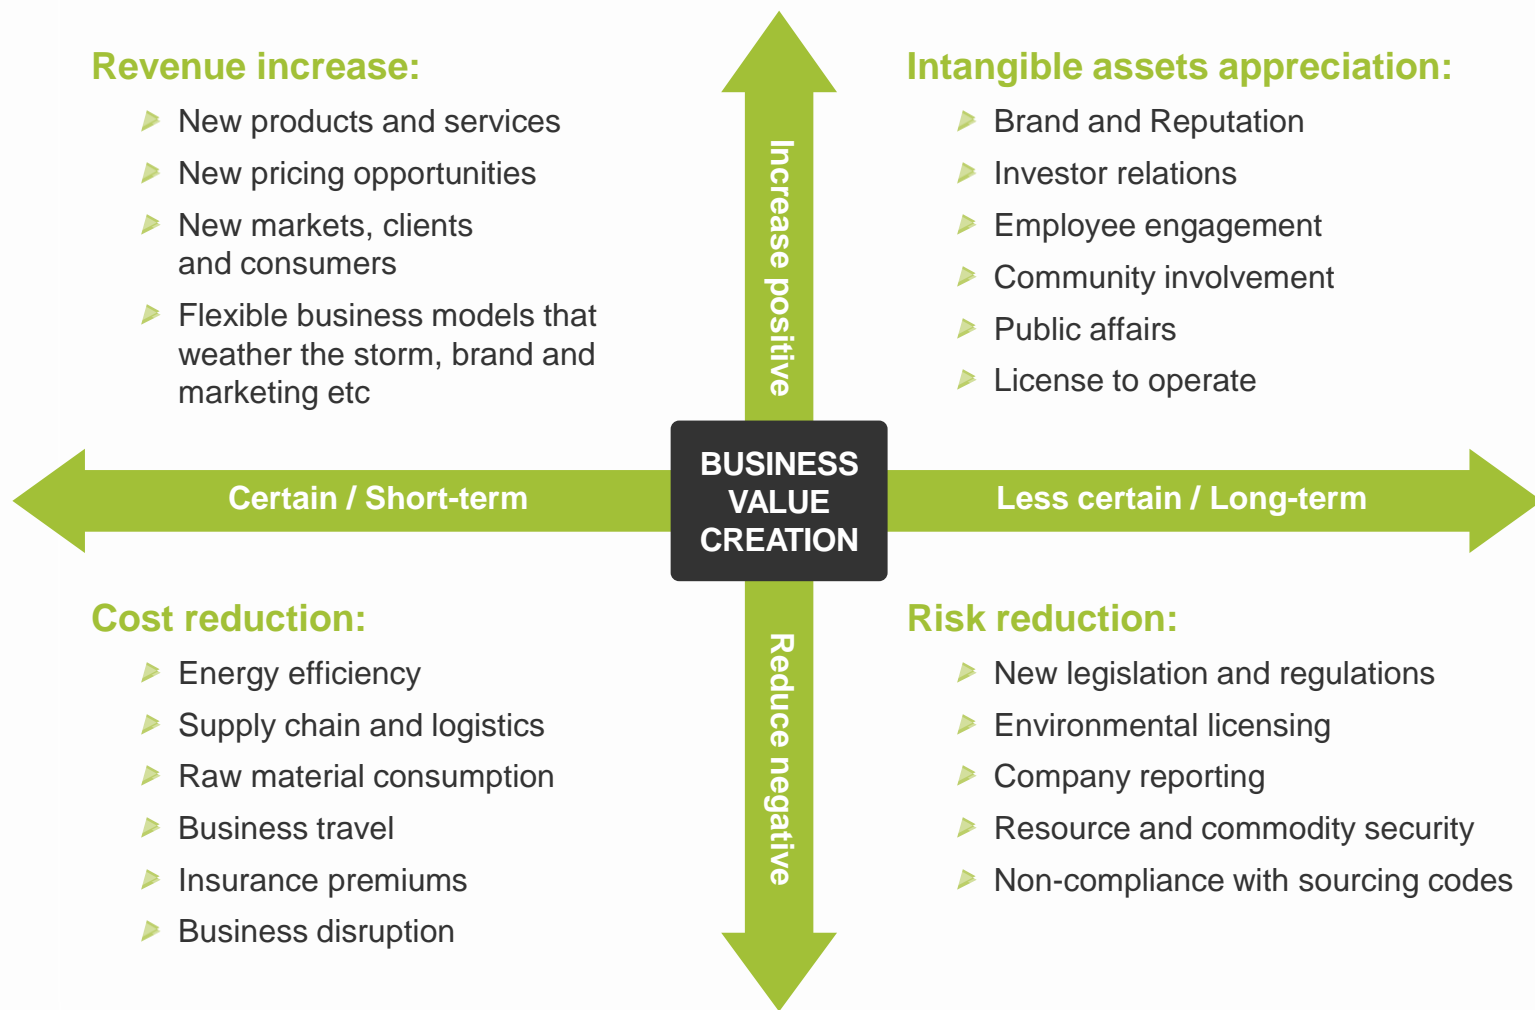 Revenue increase:
New products and services
New pricing opportunities
New markets, clients
and consumers
Flexible business models that
weather the storm, brand and
marketing etc
Increase positive
Intangible assets appreciation:
Brand and Reputation
Investor relations
Employee engagement
Community involvement
Public affairs
License to operate
Certain / Short-term
BUSINESS
VALUE
CREATION
Less certain / Long-term
Cost reduction:
Energy efficiency
Supply chain and logistics
Raw material consumption
Business travel
Insurance premiums
Business disruption
Reduce negative
Risk reduction:
New legislation and regulations
Environmental licensing
Company reporting
Resource and commodity security
Non-compliance with sourcing codes